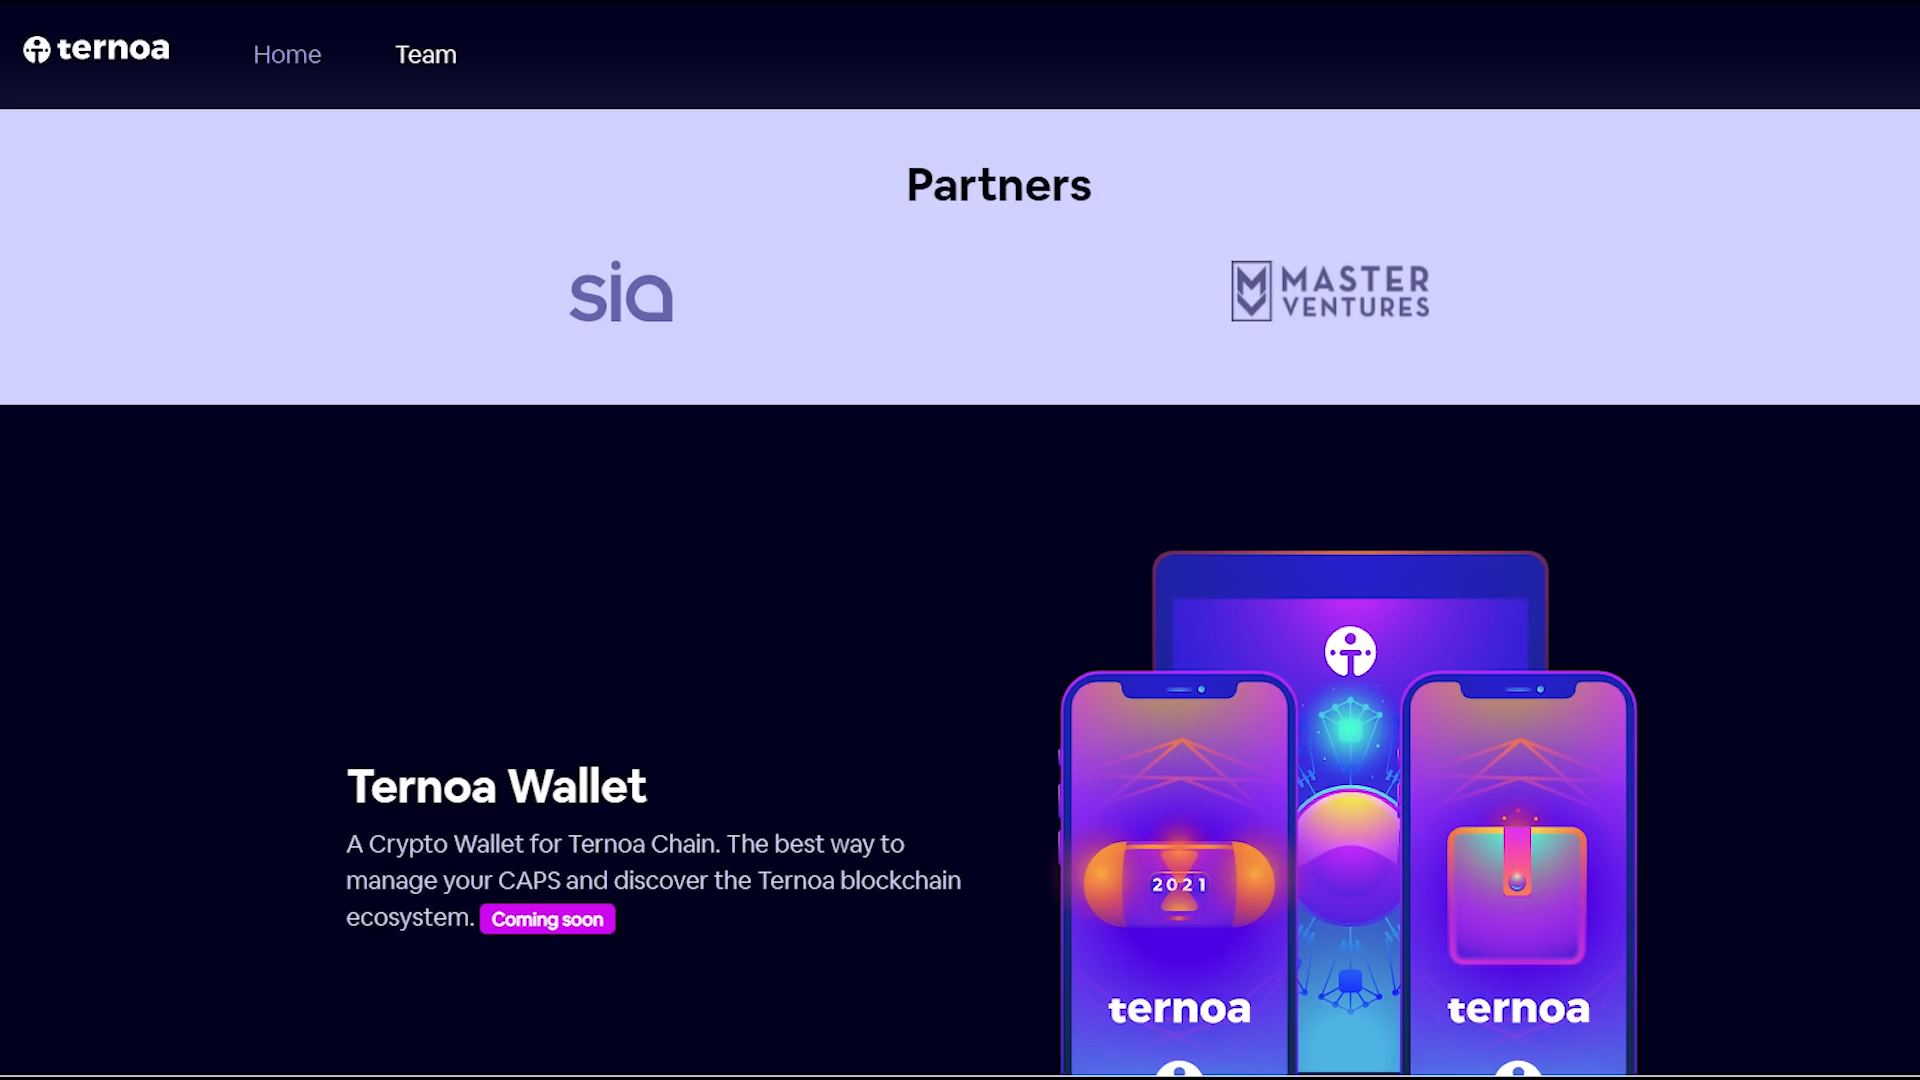 ternoa
Home
Team
Partners
sia
MASTER
VENTURES
Ternoa Wallet
A Crypto Wallet for Ternoa Chain. The best way to
manage your CAPS and discover the Ternoa blockchain
ecosystem. Coming soon
2021
ternoa
ternoa